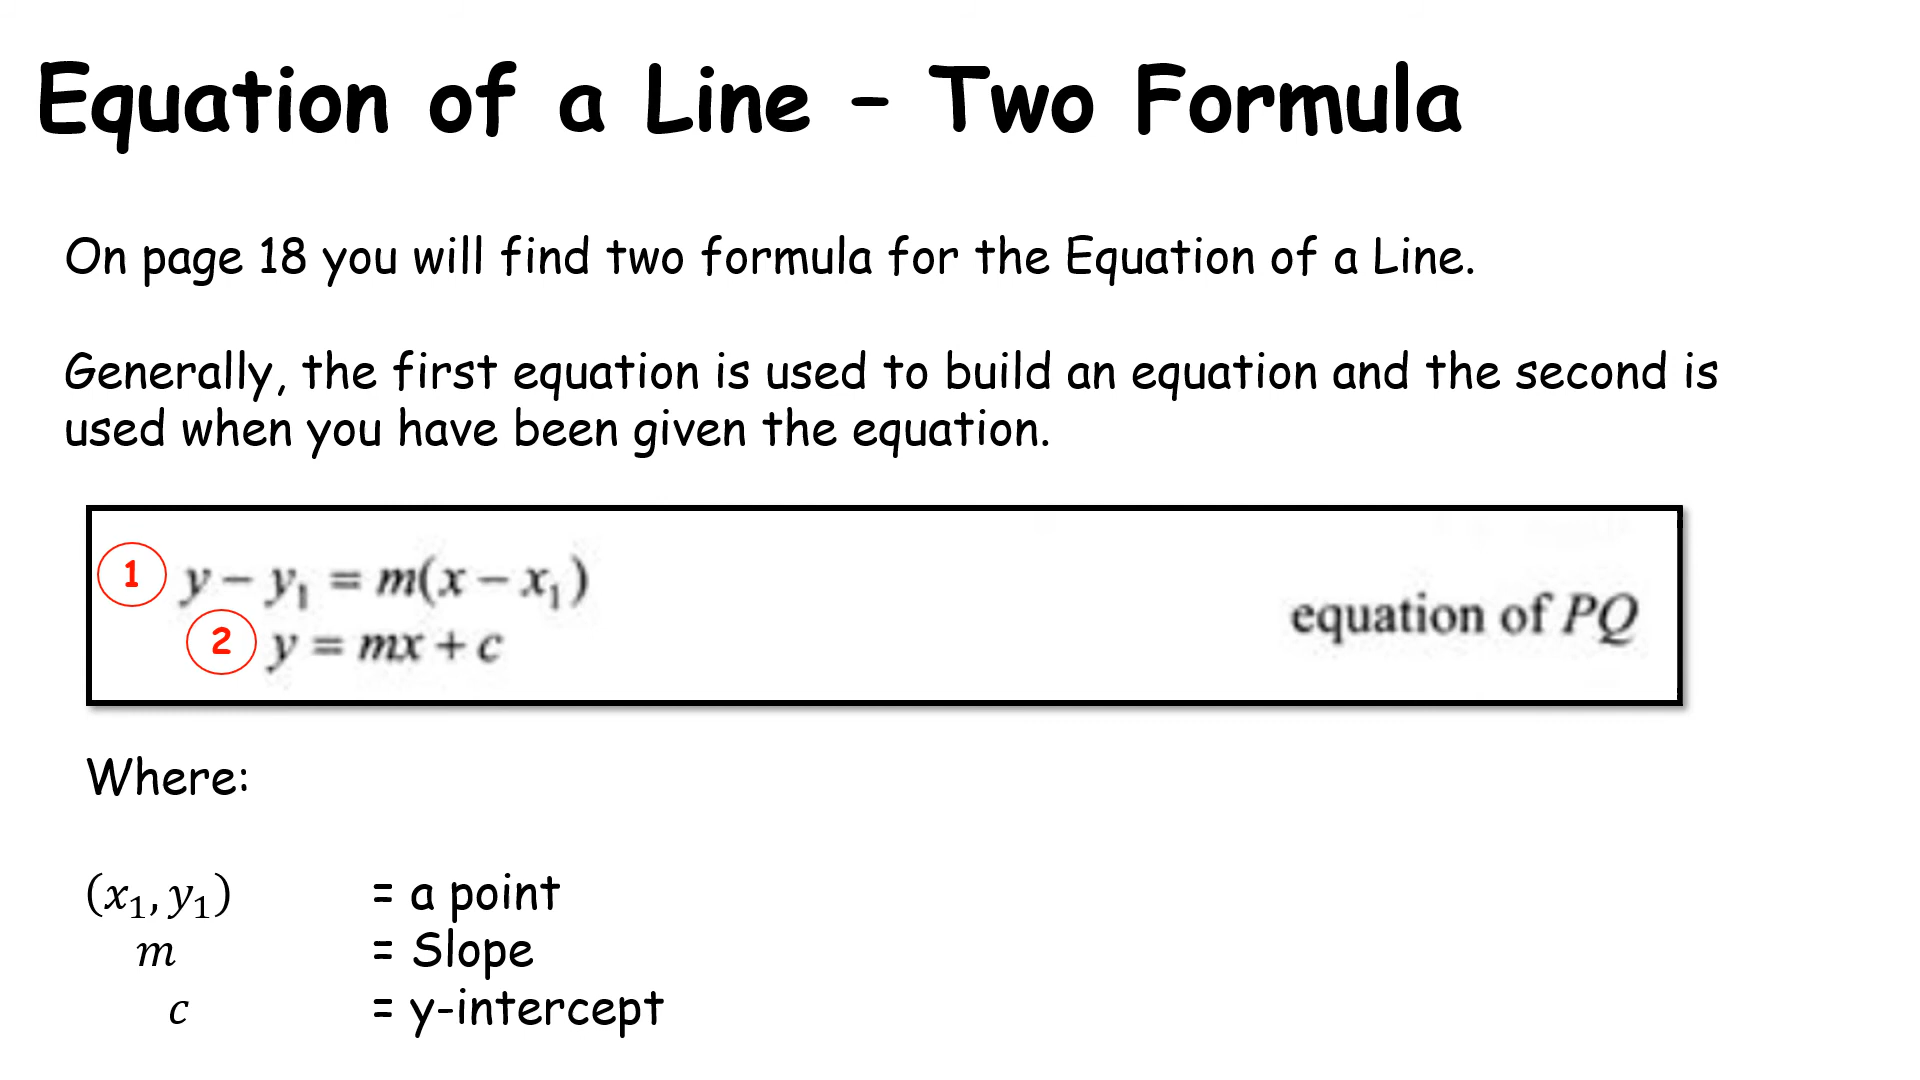 Equation of a Line – Two Formula
On page 18 you will find two formula for the Equation of a Line.
Generally, the first equation is used to build an equation and the second is
used when you have been given the equation.
1 y − y₁ = m(x − x₁)
2 y = mx + c
equation of PQ
Where:
(x₁, y₁) = a point
m = Slope
c = y-intercept